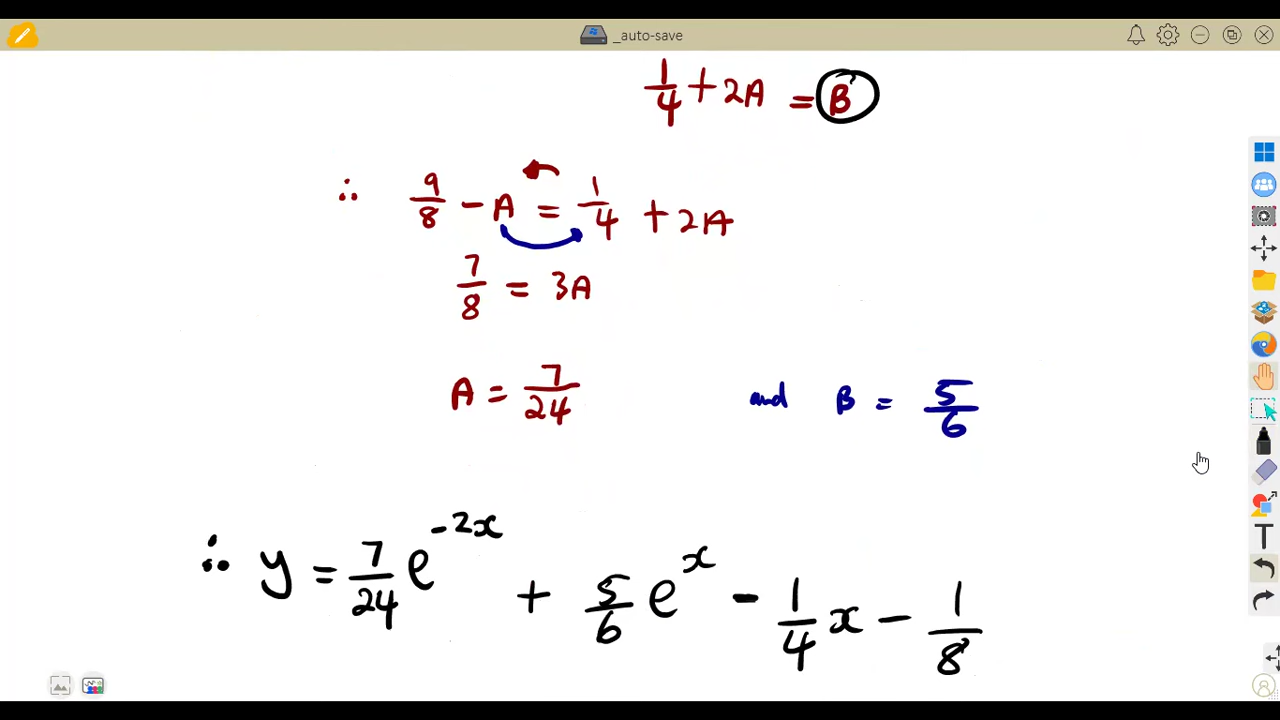 _auto-save
1/4 + 2A = B
∴ 9/8 - A = 1/4 + 2A
7/8 = 3A
A = 7/24 and B = 5/6
∴ y = 7/24 e^{-2x} + 5/6 e^{x} - 1/4 x - 1/8
T